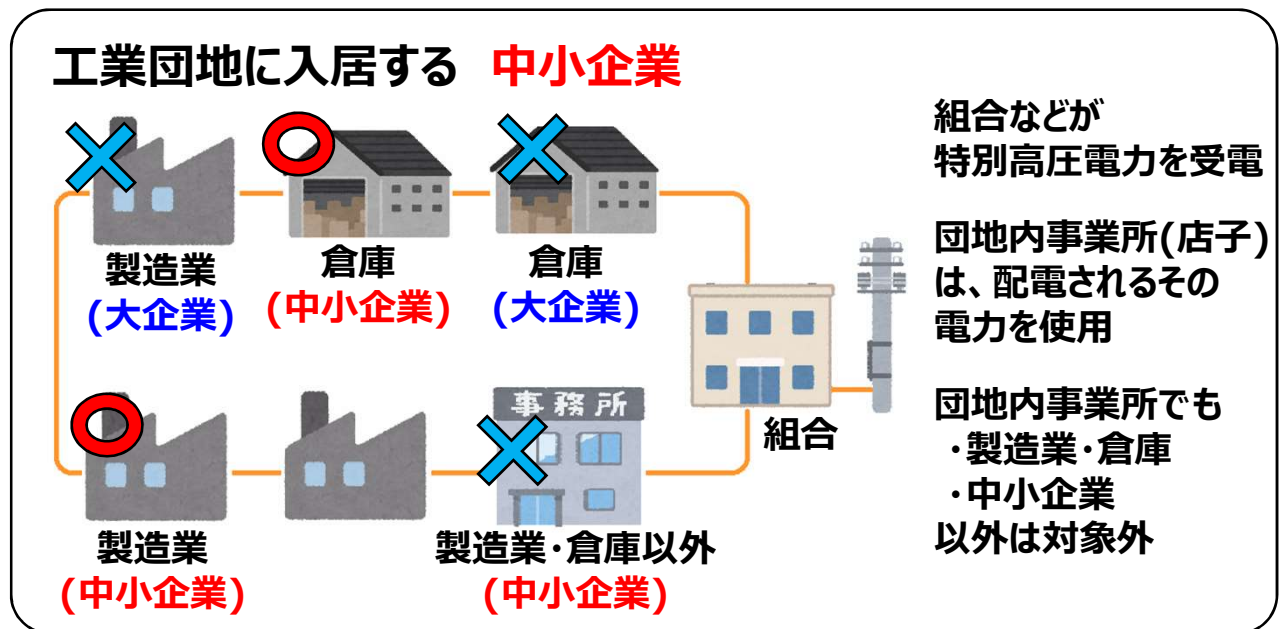 工業団地に入居する 中小企業
製造業
(大企業)
倉庫
(中小企業)
倉庫
(大企業)
製造業
(中小企業)
事務所
製造業・倉庫以外
(中小企業)
組合
組合などが
特別高圧電力を受電
団地内事業所(店子)
は、配電されるその
電力を使用
団地内事業所でも
・製造業・倉庫
・中小企業
以外は対象外